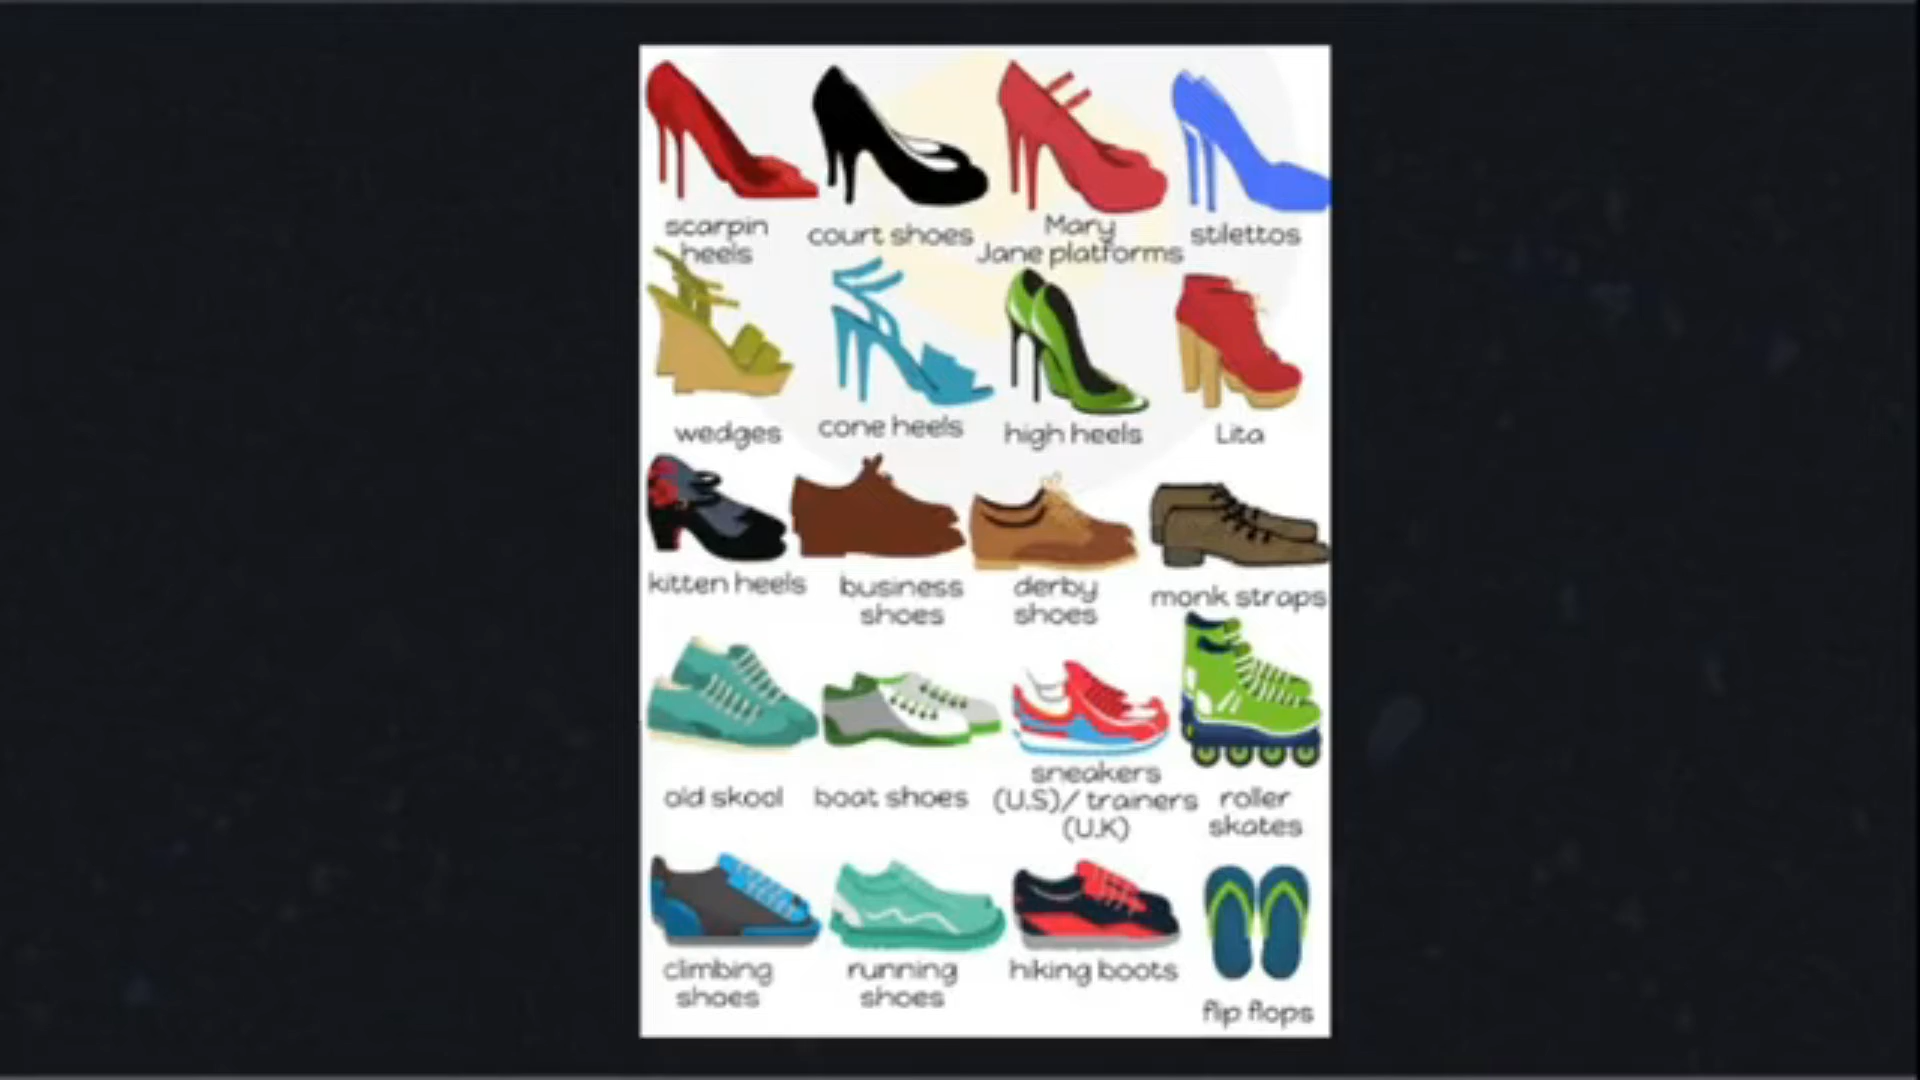 scarpin
heels
court shoes
Mary
Jane platforms
stilettos
wedges
cone heels
high heels
Lita
kitten heels
business
shoes
derby
shoes
monk straps
old skool
boat shoes
sneakers
(U.S)/ trainers
(U.K)
roller
skates
climbing
shoes
running
shoes
hiking boots
flip flops